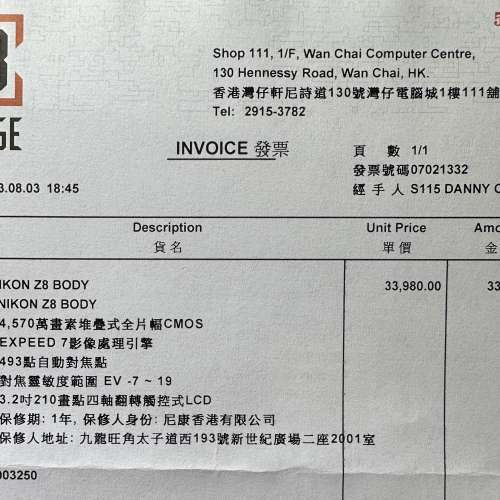 5
Shop 111, 1/F, Wan Chai Computer Centre,
130 Hennessy Road, Wan Chai, HK.
香港灣仔軒尼詩道130號灣仔電腦城1樓111舖
Tel: 2915-3782
GE
INVOICE 發票
頁 數 1/1
發票號碼07021332
3.08.03 18:45
經 手 人 S115 DANNY
Description Unit Price
貨 名 單 價 金
NIKON Z8 BODY 33,980.00 33
NIKON Z8 BODY
4,570萬畫素堆疊式全片幅CMOS
EXPEED 7影像處理引擎
493點自動對焦點
對焦靈敏度範圍 EV -7 ~ 19
3.2吋210畫點四軸翻轉觸控式LCD
保修期: 1年, 保修人身份: 尼康香港有限公司
保修人地址: 九龍旺角太子道西193號新世紀廣場二座2001室
003250